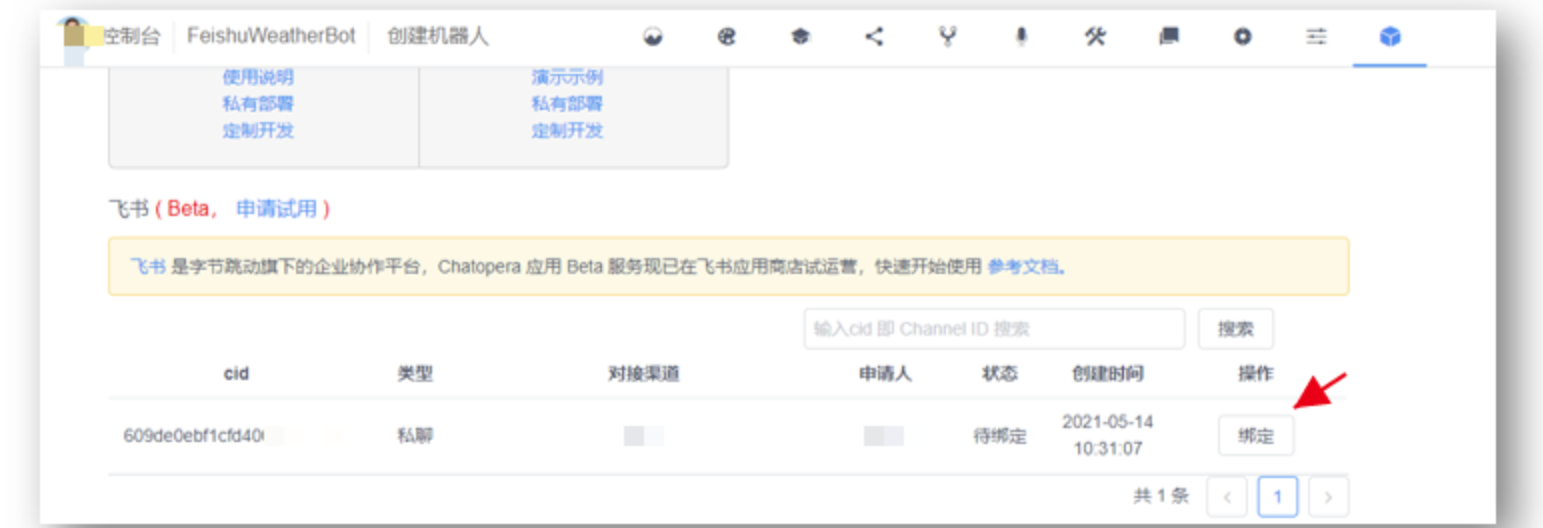 控制台 FeishuWeatherBot 创建机器人
使用说明 演示示例
私有部署 私有部署
定制开发 定制开发
飞书 ( Beta， 申请试用 )
飞书 是字节跳动旗下的企业协作平台，Chatopera 应用 Beta 服务现已在飞书应用商店试运营，快速开始使用 参考文档。
输入cid 即 Channel ID 搜索 搜索
cid 类型 对接渠道 申请人 状态 创建时间 操作
609de0ebf1cfd40 私聊 待绑定 2021-05-14 10:31:07 绑定
共 1 条 < 1 >